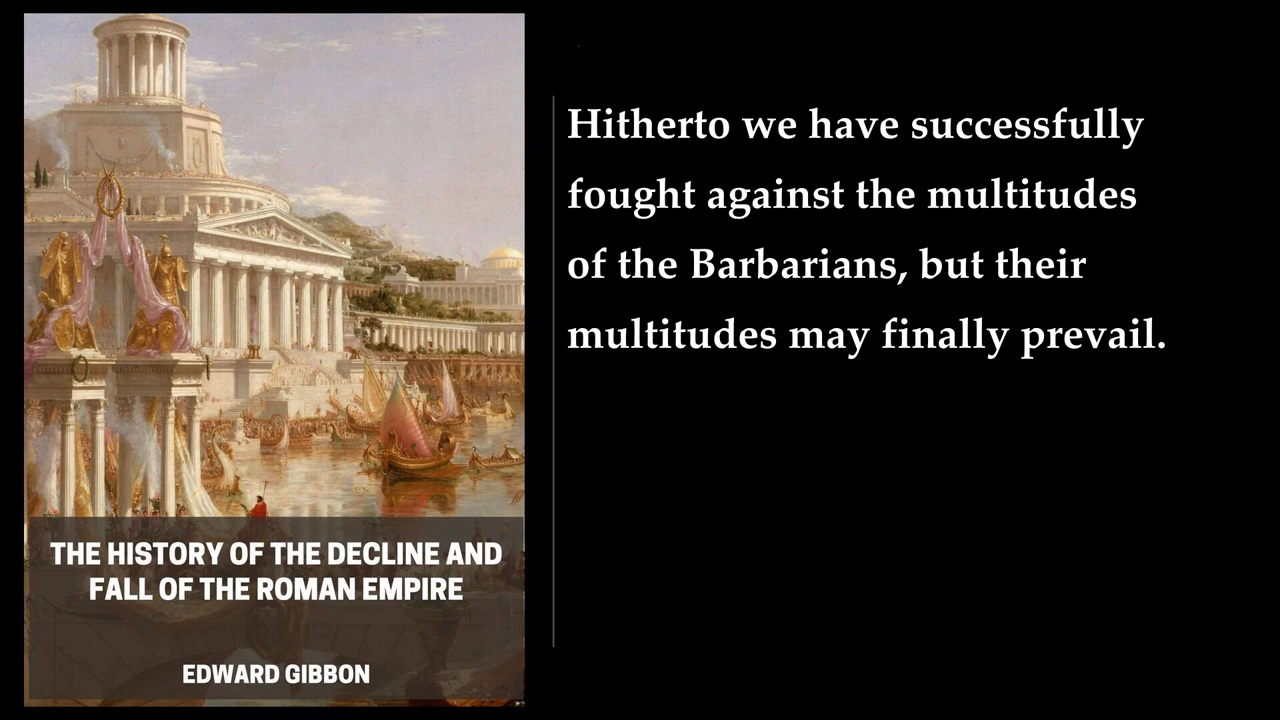 THE HISTORY OF THE DECLINE AND
FALL OF THE ROMAN EMPIRE
EDWARD GIBBON
Hitherto we have successfully
fought against the multitudes
of the Barbarians, but their
multitudes may finally prevail.